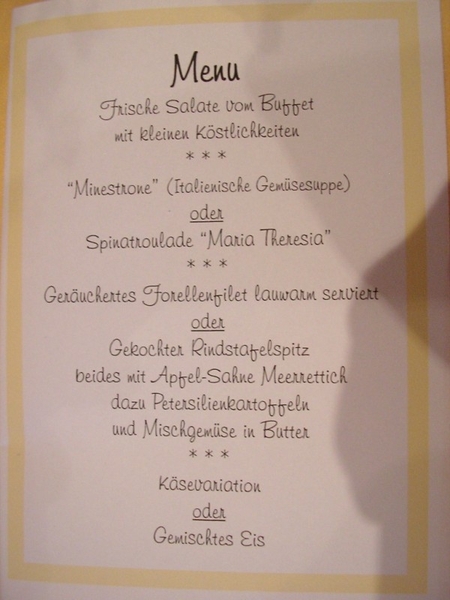 Menu
Frische Salate vom Buffet
mit kleinen Köstlichkeiten
* * *
"Minestrone" (Italienische Gemüsesuppe)
oder
Spinatroulade "Maria Theresia"
* * *
Geräuchertes Forellenfilet lauwarm serviert
oder
Gekochter Rindstafelspitz
beides mit Apfel-Sahne Meerrettich
dazu Petersilienkartoffeln
und Mischgemüse in Butter
* * *
Käsevariation
oder
Gemischtes Eis